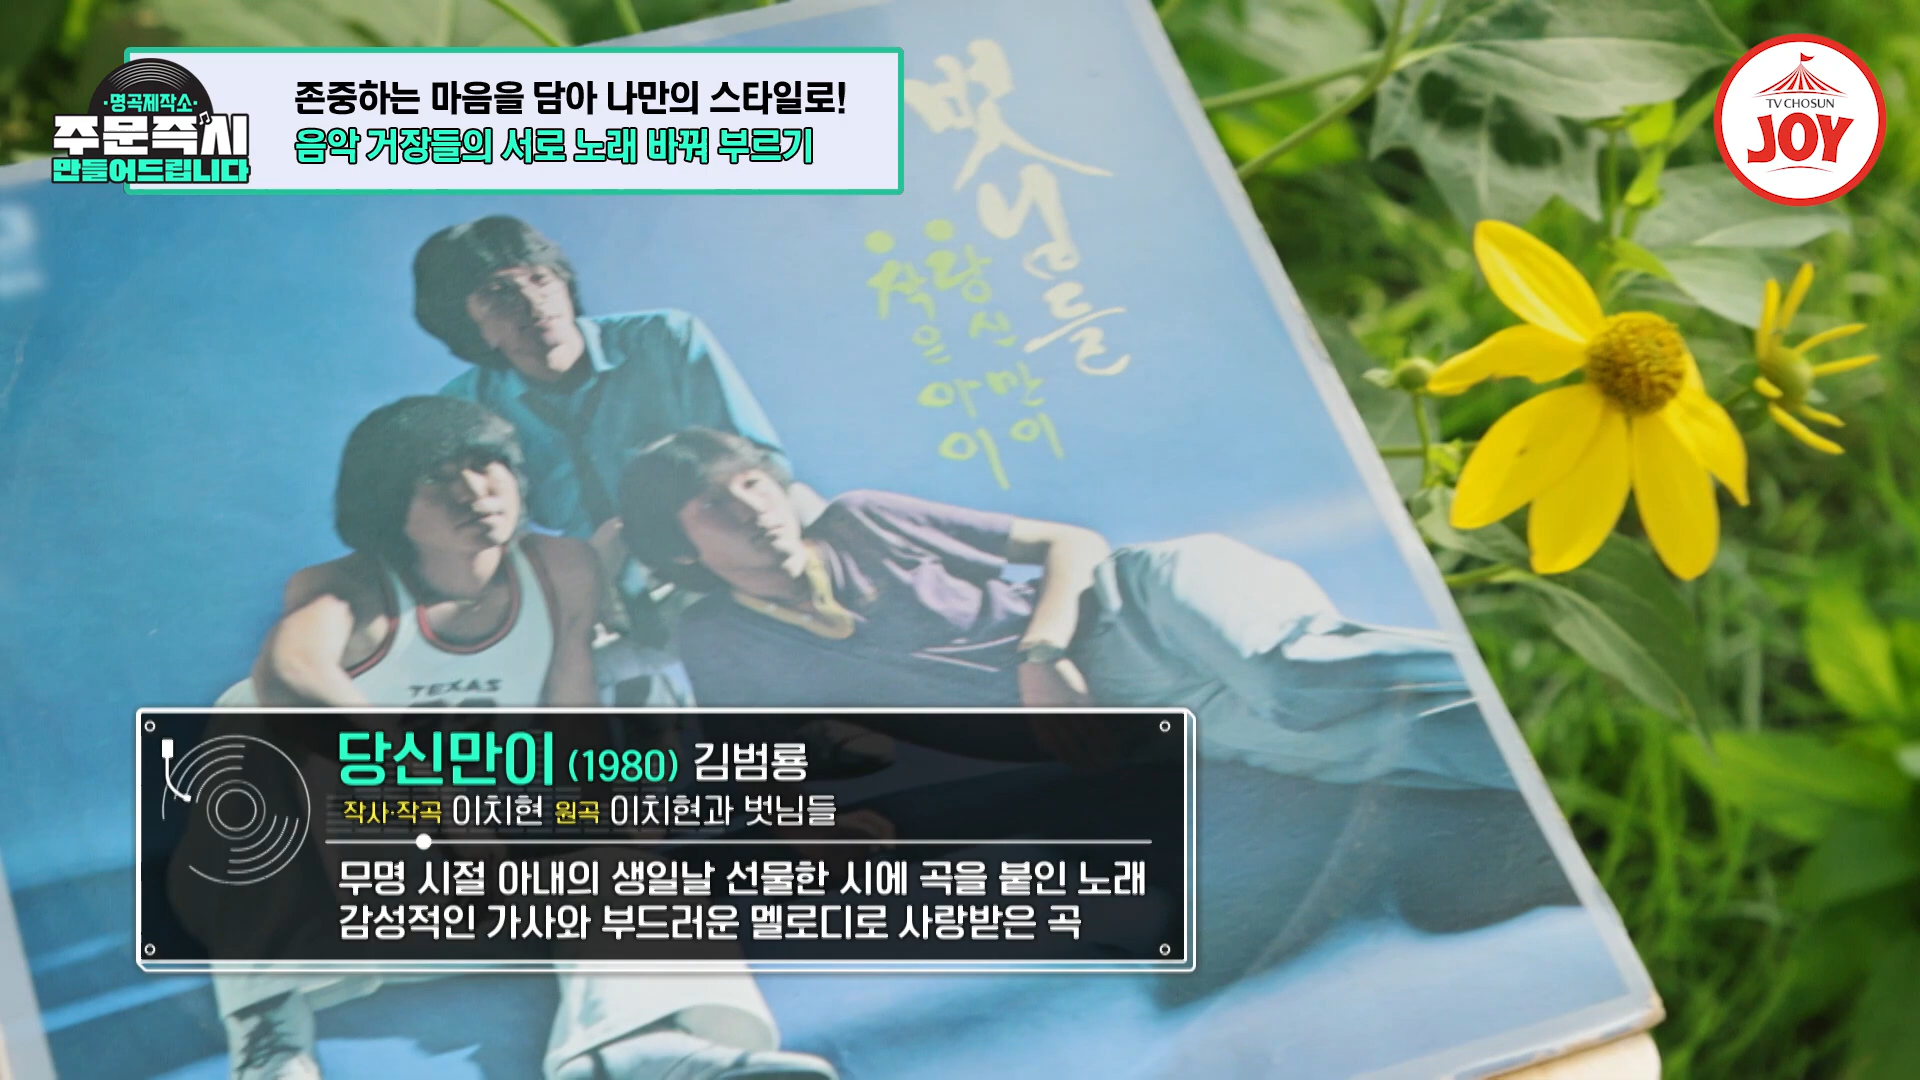 ·명곡제작소·
주문즉시
만들어드립니다
존중하는 마음을 담아 나만의 스타일로!
음악 거장들의 서로 노래 바꿔 부르기
TV CHOSUN
JOY
벗님들
당신만이
작은 아이
TEXAS
당신만이 (1980) 김범룡
작사·작곡 이치현 원곡 이치현과 벗님들
무명 시절 아내의 생일날 선물한 시에 곡을 붙인 노래
감성적인 가사와 부드러운 멜로디로 사랑받은 곡